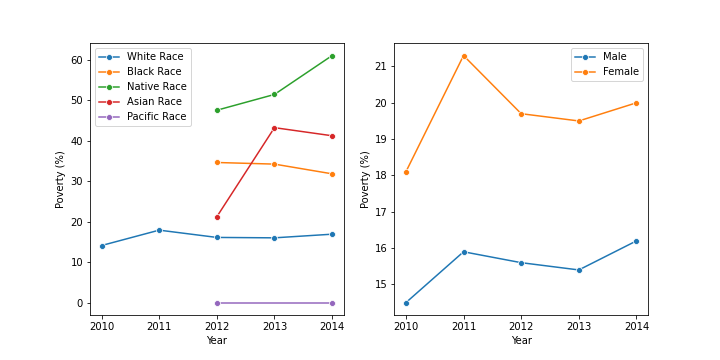 White Race
Black Race
Native Race
Asian Race
Pacific Race
60
50
40
30
20
10
0
Poverty (%)
2010 2011 2012 2013 2014
Year
Male
Female
21
20
19
18
17
16
15
Poverty (%)
2010 2011 2012 2013 2014
Year